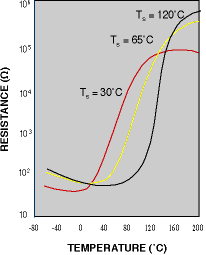 10⁶
Tₛ = 120˚C
Tₛ = 65˚C
10⁵
Tₛ = 30˚C
10⁴
10³
10²
10
RESISTANCE (Ω)
-80 -40 0 40 80 120 160 200
TEMPERATURE (˚C)